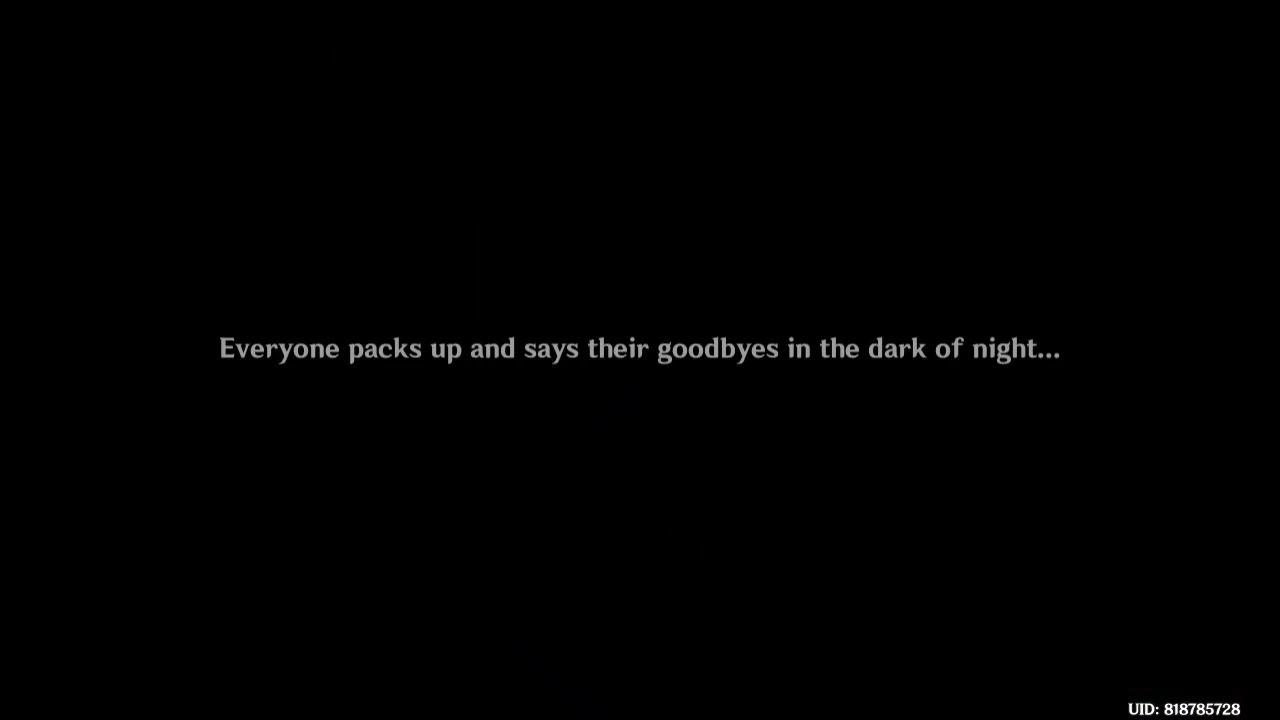 Everyone packs up and says their goodbyes in the dark of night...
UID: 818785728